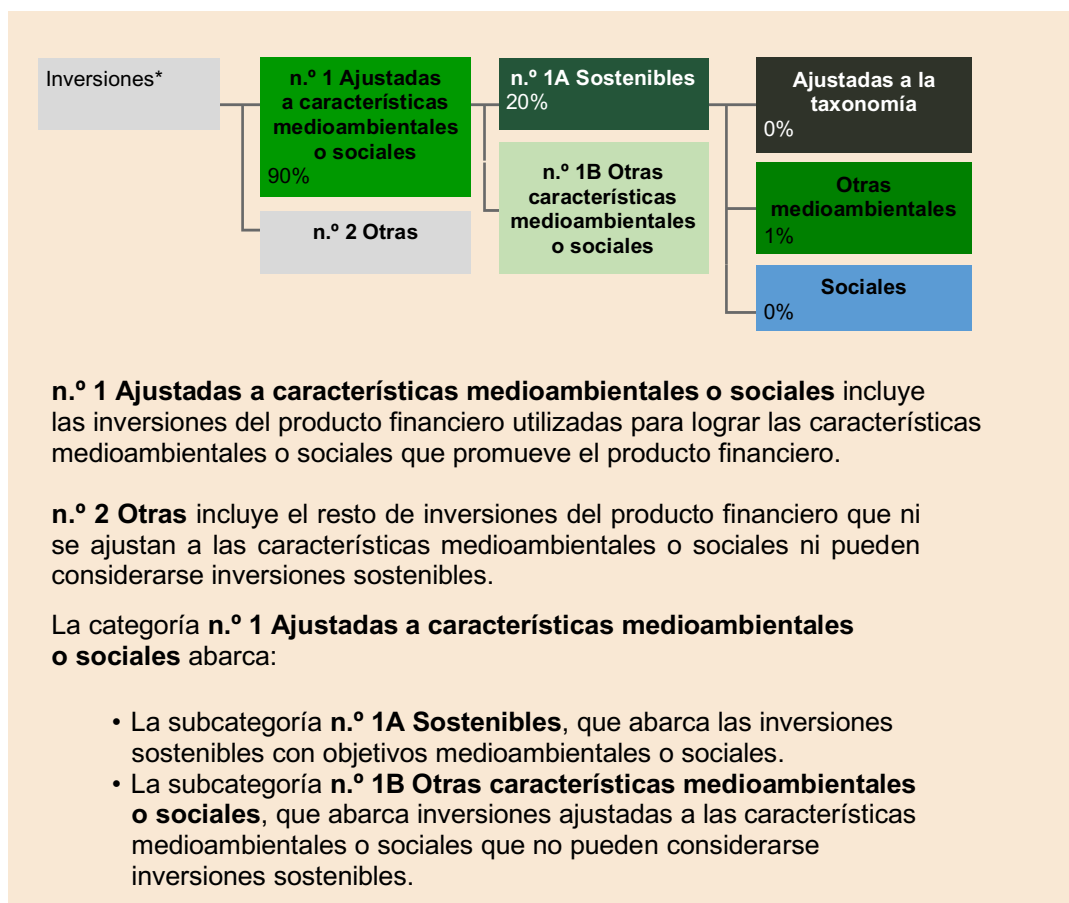 Inversiones*
n.º 1 Ajustadas
a características
medioambientales
o sociales
90%
n.º 2 Otras
n.º 1A Sostenibles
20%
n.º 1B Otras
características
medioambientales
o sociales
Ajustadas a la
taxonomía
0%
Otras
medioambientales
1%
Sociales
0%
n.º 1 Ajustadas a características medioambientales o sociales incluye
las inversiones del producto financiero utilizadas para lograr las características
medioambientales o sociales que promueve el producto financiero.
n.º 2 Otras incluye el resto de inversiones del producto financiero que ni
se ajustan a las características medioambientales o sociales ni pueden
considerarse inversiones sostenibles.
La categoría n.º 1 Ajustadas a características medioambientales
o sociales abarca:
• La subcategoría n.º 1A Sostenibles, que abarca las inversiones
sostenibles con objetivos medioambientales o sociales.
• La subcategoría n.º 1B Otras características medioambientales
o sociales, que abarca inversiones ajustadas a las características
medioambientales o sociales que no pueden considerarse
inversiones sostenibles.